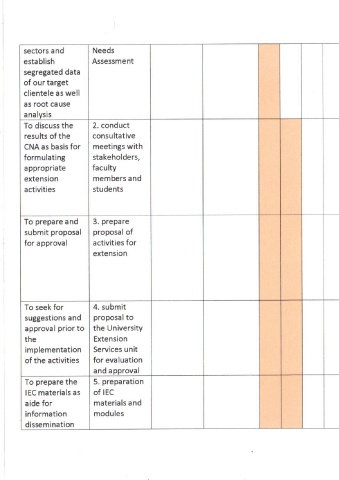 sectors and
establish
segregated data
of our target
clientele as well
as root cause
analysis
Needs
Assessment
To discuss the
results of the
CNA as basis for
formulating
appropriate
extension
activities
2. conduct
consultative
meetings with
stakeholders,
faculty
members and
students
To prepare and
submit proposal
for approval
3. prepare
proposal of
activities for
extension
To seek for
suggestions and
approval prior to
the
implementation
of the activities
4. submit
proposal to
the University
Extension
Services unit
for evaluation
and approval
To prepare the
IEC materials as
aide for
information
dissemination
5. preparation
of IEC
materials and
modules